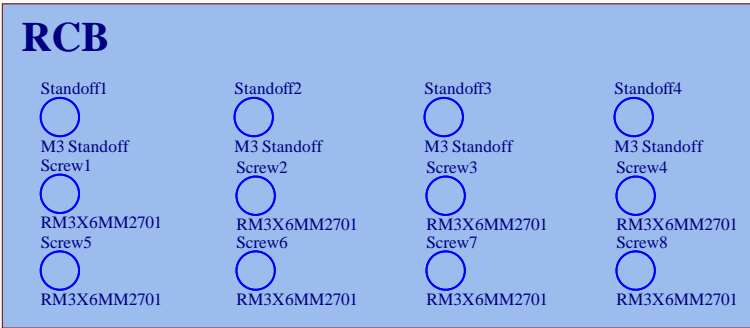 RCB
Standoff1 Standoff2 Standoff3 Standoff4
M3 Standoff M3 Standoff M3 Standoff M3 Standoff
Screw1 Screw2 Screw3 Screw4
RM3X6MM2701 RM3X6MM2701 RM3X6MM2701 RM3X6MM2701
Screw5 Screw6 Screw7 Screw8
RM3X6MM2701 RM3X6MM2701 RM3X6MM2701 RM3X6MM2701